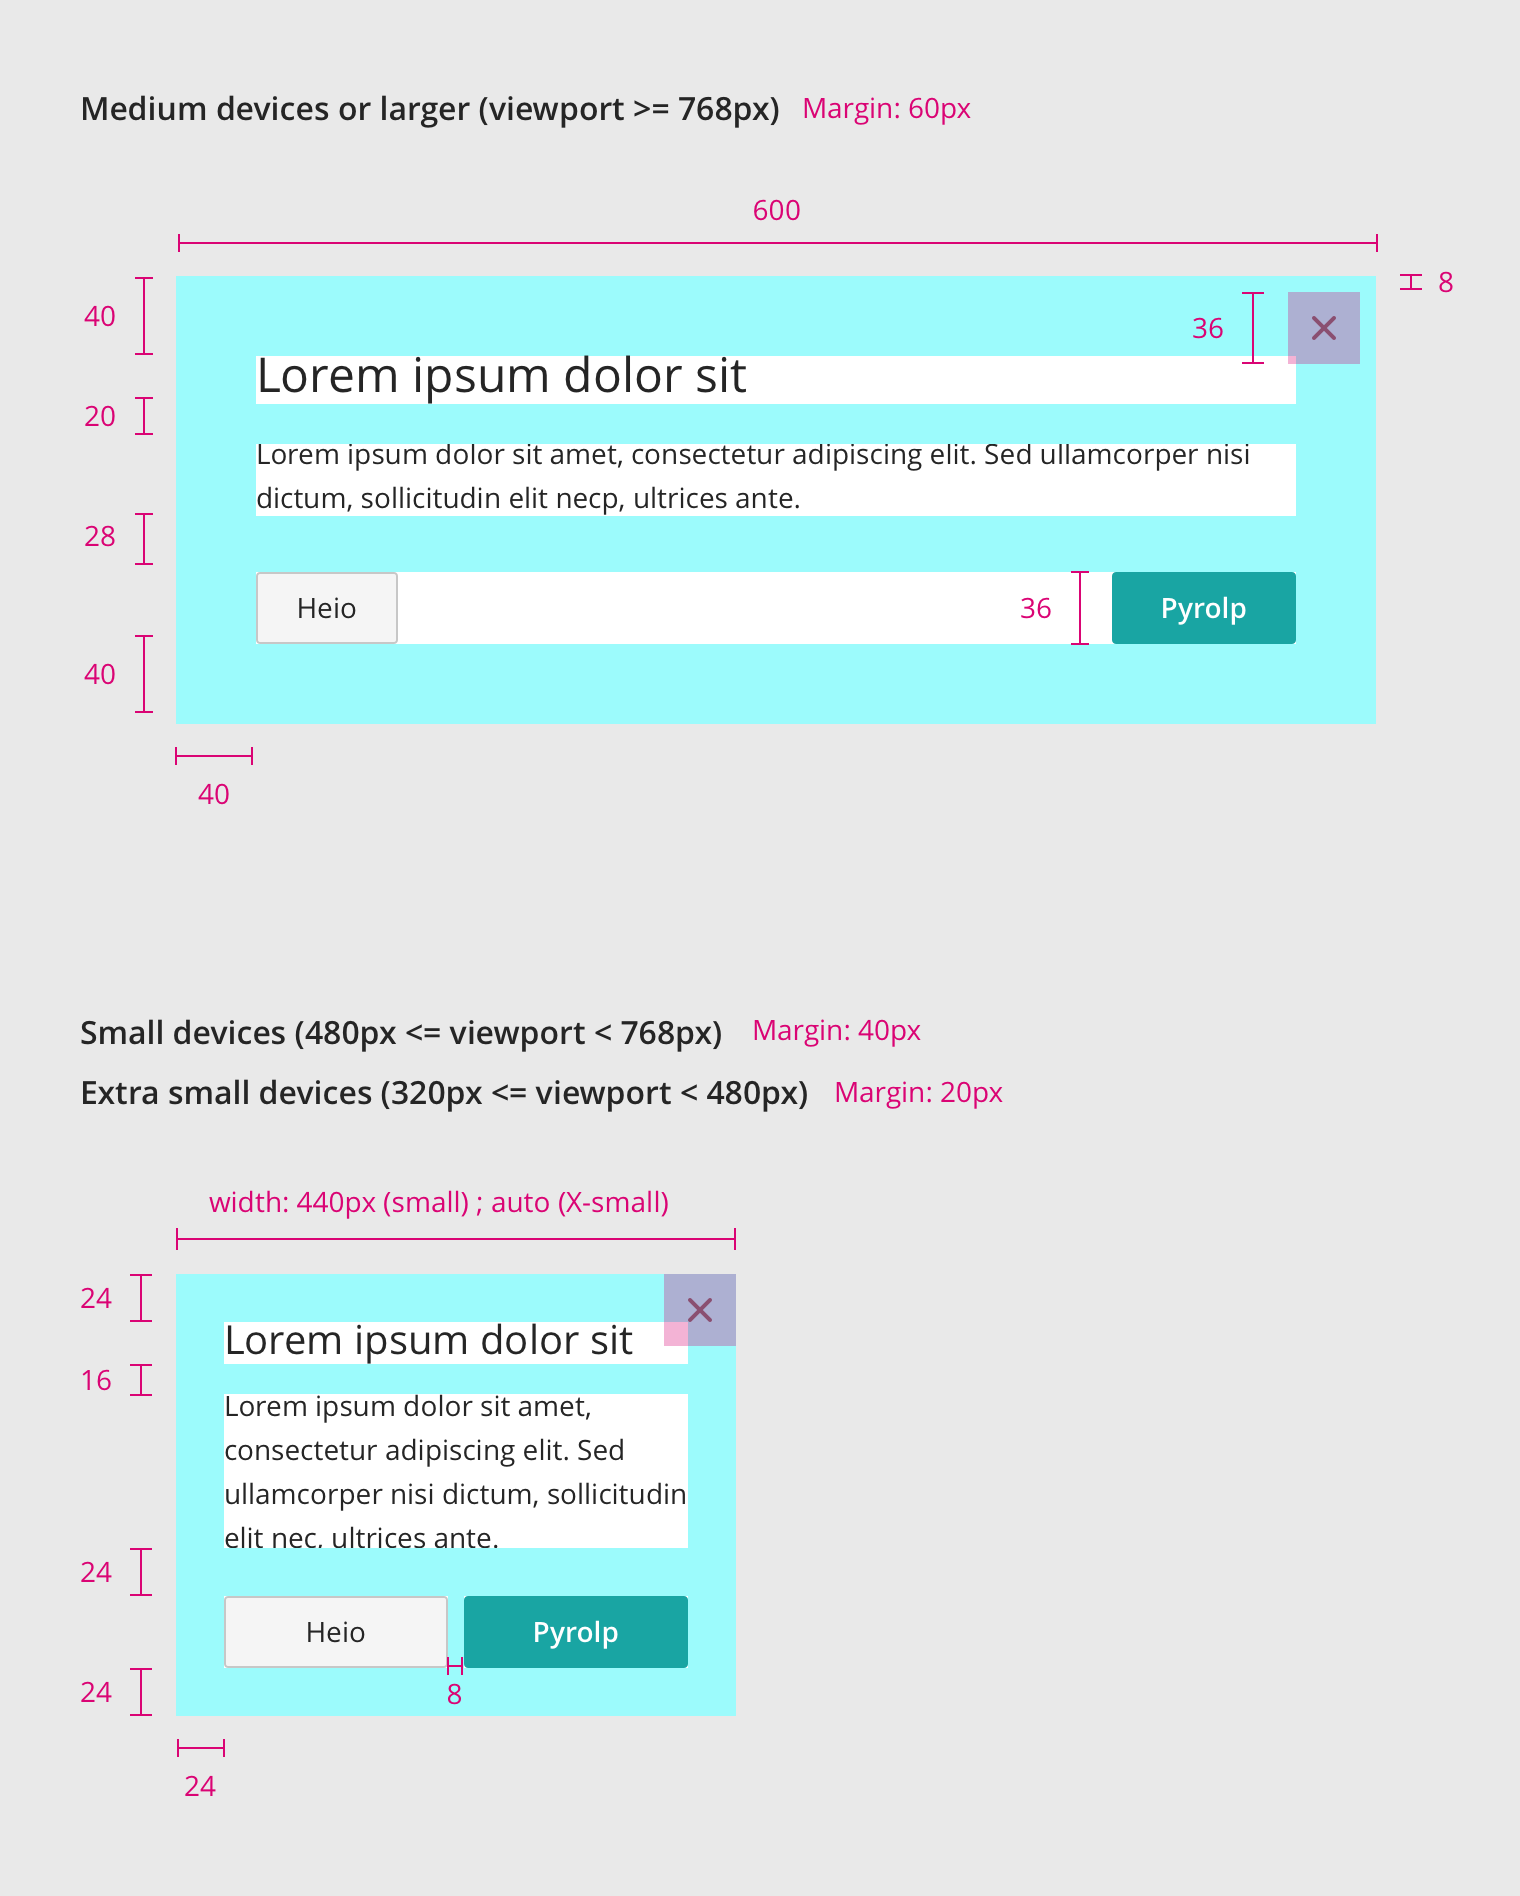 Medium devices or larger (viewport >= 768px) Margin: 60px
600
40
8
36
Lorem ipsum dolor sit
20
Lorem ipsum dolor sit amet, consectetur adipiscing elit. Sed ullamcorper nisi
dictum, sollicitudin elit necp, ultrices ante.
28
Heio
36
Pyrolp
40
40
Small devices (480px <= viewport < 768px) Margin: 40px
Extra small devices (320px <= viewport < 480px) Margin: 20px
width: 440px (small) ; auto (X-small)
24
Lorem ipsum dolor sit
16
Lorem ipsum dolor sit amet,
consectetur adipiscing elit. Sed
ullamcorper nisi dictum, sollicitudin
elit nec, ultrices ante.
24
Heio
Pyrolp
24
8
24